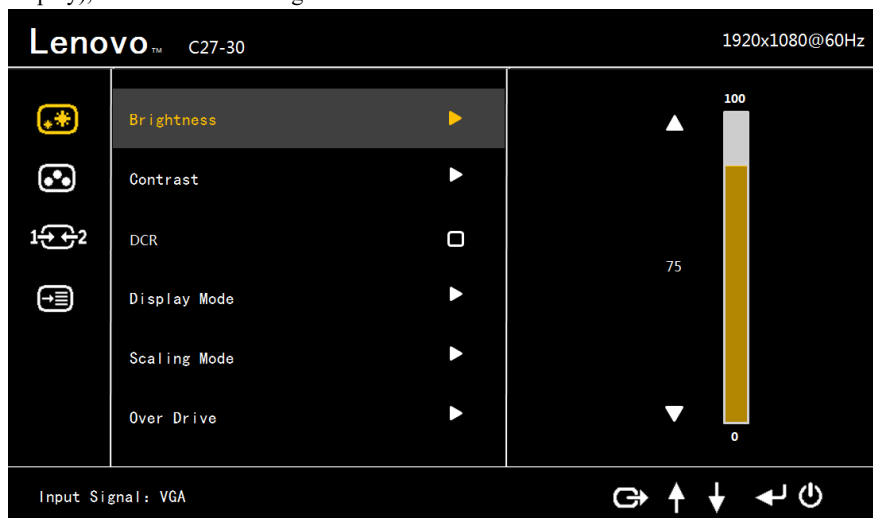 Lenovo™ C27-30
1920x1080@60Hz
Brightness
Contrast
DCR
Display Mode
Scaling Mode
Over Drive
1 2
100
75
0
Input Signal: VGA